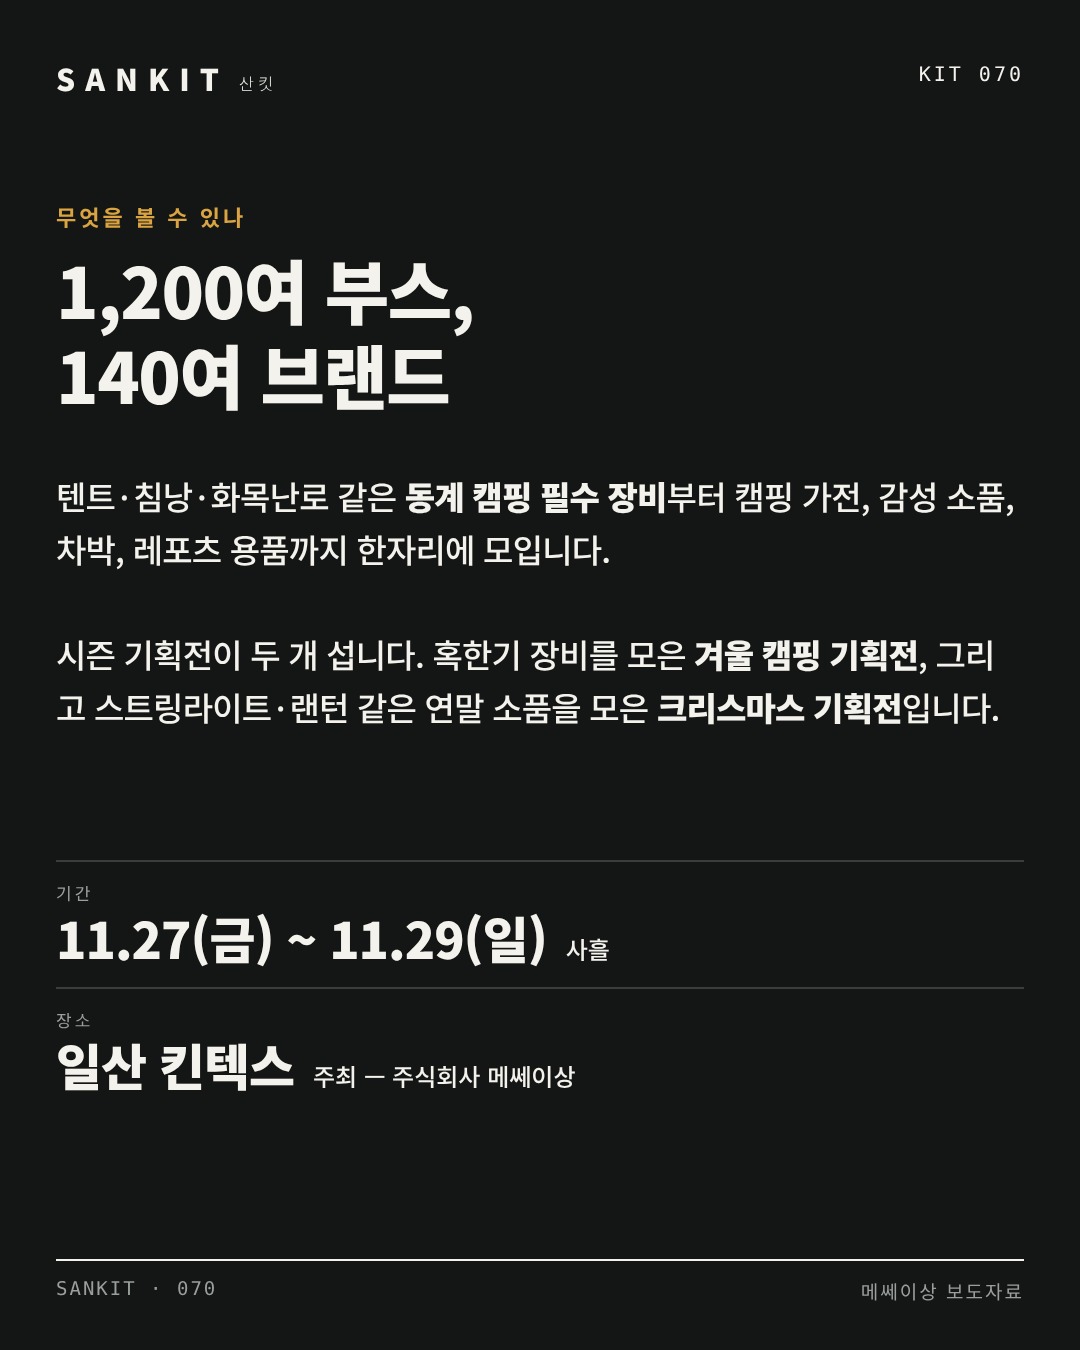 SANKIT 산킷
KIT 070
무엇을 볼 수 있나
1,200여 부스,
140여 브랜드
텐트·침낭·화목난로 같은 동계 캠핑 필수 장비부터 캠핑 가전, 감성 소품,
차박, 레포츠 용품까지 한자리에 모입니다.
시즌 기획전이 두 개 섭니다. 혹한기 장비를 모은 겨울 캠핑 기획전, 그리
고 스트링라이트·랜턴 같은 연말 소품을 모은 크리스마스 기획전입니다.
기간
11.27(금) ~ 11.29(일) 사흘
장소
일산 킨텍스 주최 — 주식회사 메쎄이상
SANKIT · 070
메쎄이상 보도자료